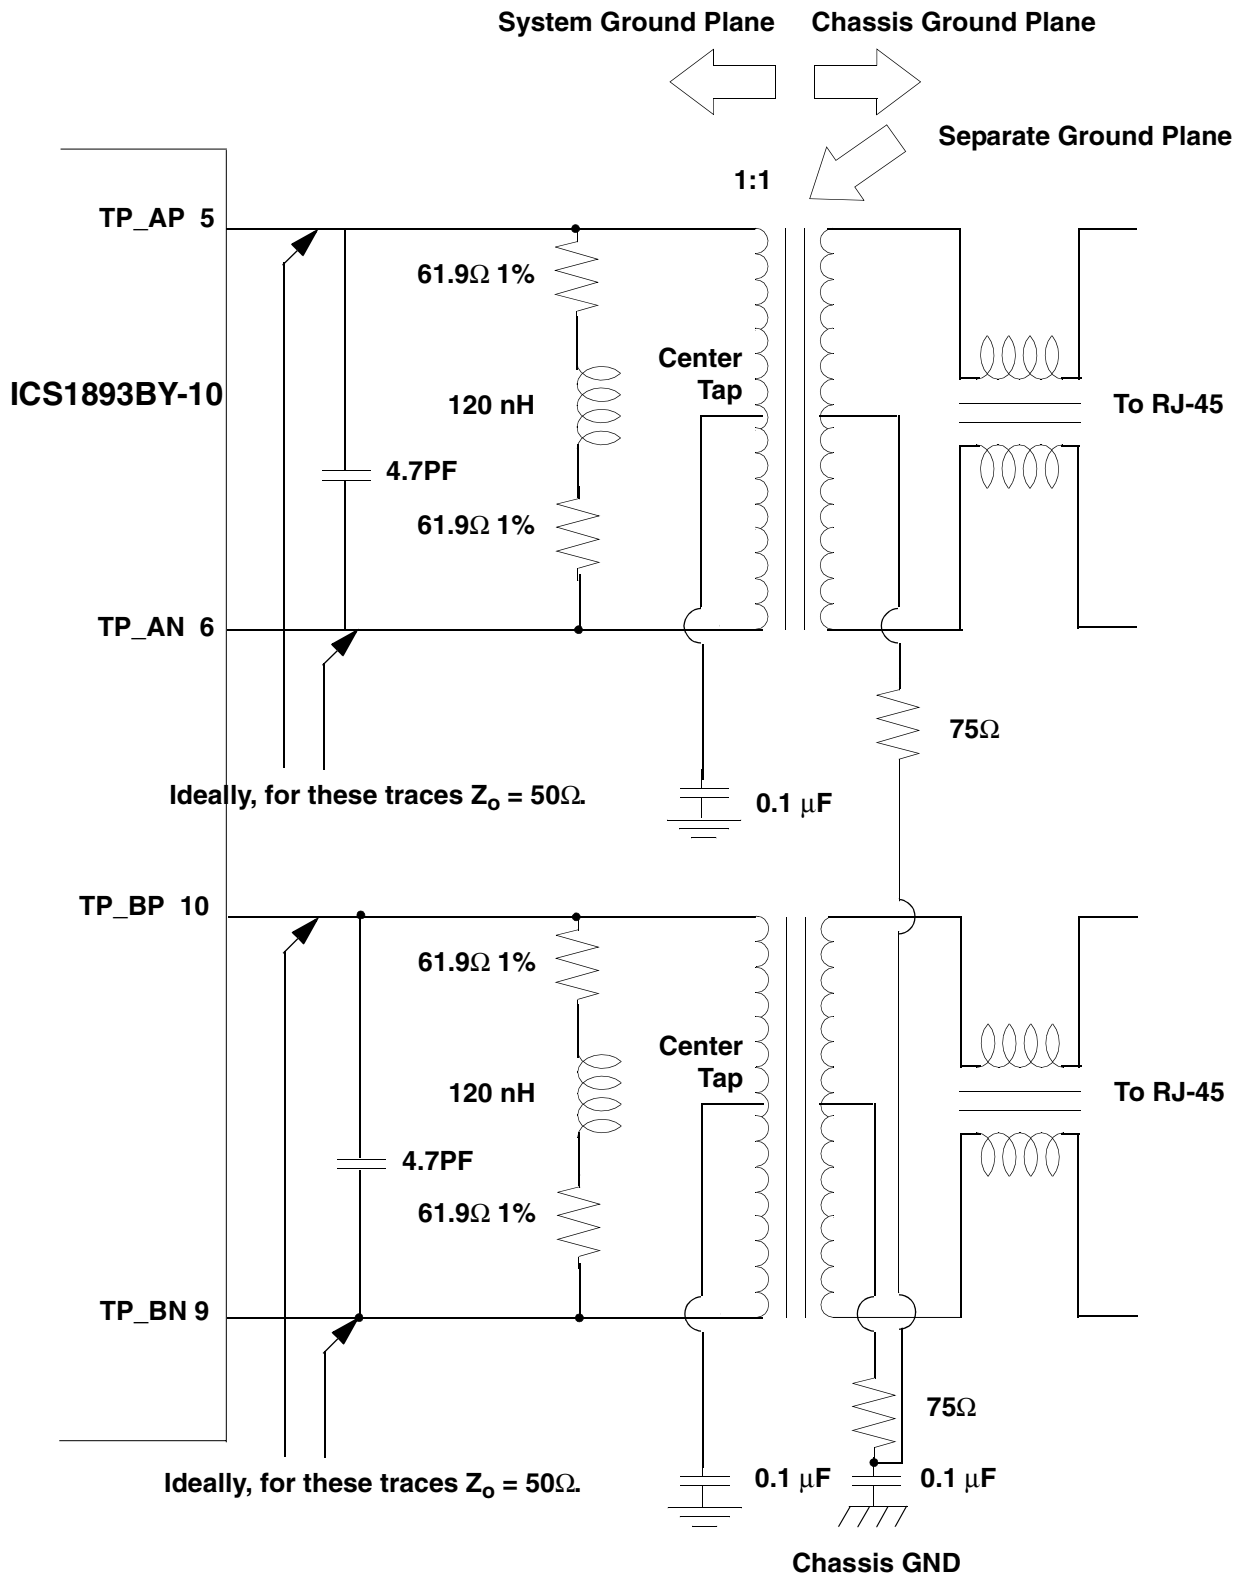 System Ground Plane
Chassis Ground Plane
Separate Ground Plane
1:1
TP_AP 5
61.9Ω 1%
Center
Tap
ICS1893BY-10
120 nH
To RJ-45
4.7PF
61.9Ω 1%
TP_AN 6
75Ω
Ideally, for these traces Zo = 50Ω.
0.1 μF
TP_BP 10
61.9Ω 1%
Center
Tap
120 nH
To RJ-45
4.7PF
61.9Ω 1%
TP_BN 9
75Ω
Ideally, for these traces Zo = 50Ω.
0.1 μF
0.1 μF
Chassis GND